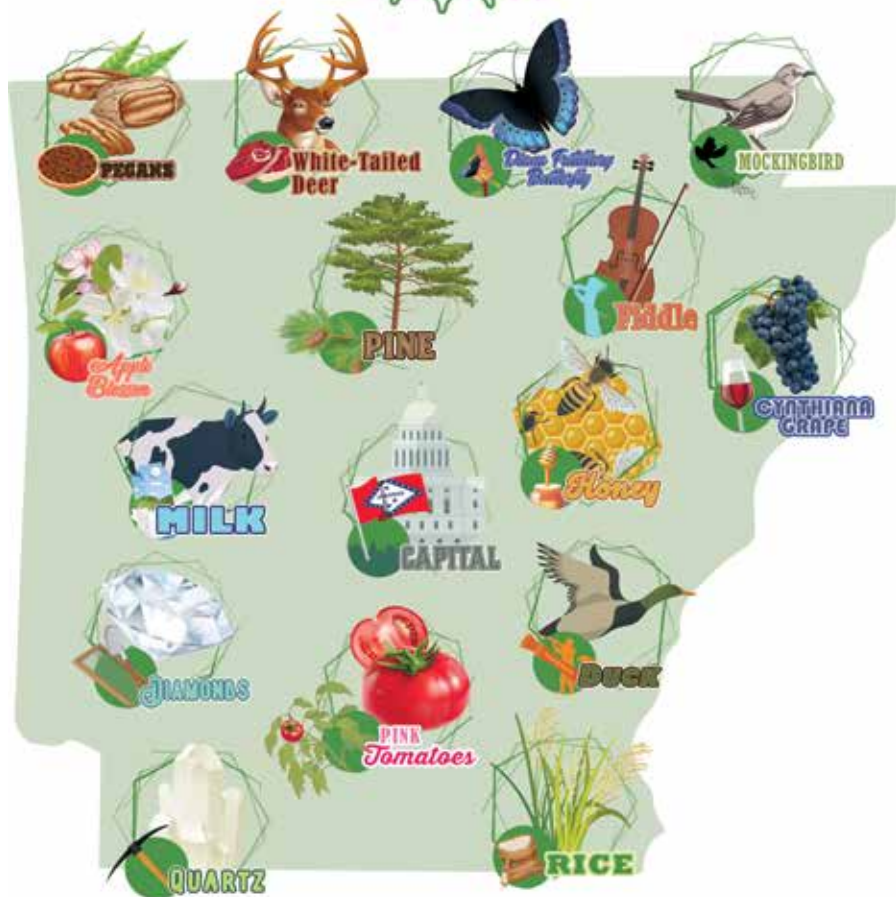 PECANS
White-Tailed
Deer
Diana Fritillary
Butterfly
MOCKINGBIRD
Apple
Blossom
PINE
Fiddle
CYNTHIANA
GRAPE
MILK
CAPITAL
Honey
DIAMONDS
PINK
Tomatoes
DUCK
QUARTZ
RICE